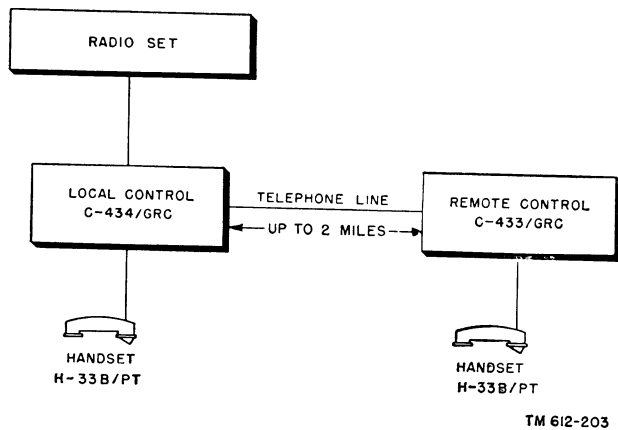 RADIO SET
LOCAL CONTROL
C-434/GRC
TELEPHONE LINE
UP TO 2 MILES
REMOTE CONTROL
C-433/GRC
HANDSET
H-33B/PT
HANDSET
H-33B/PT
TM 612-203